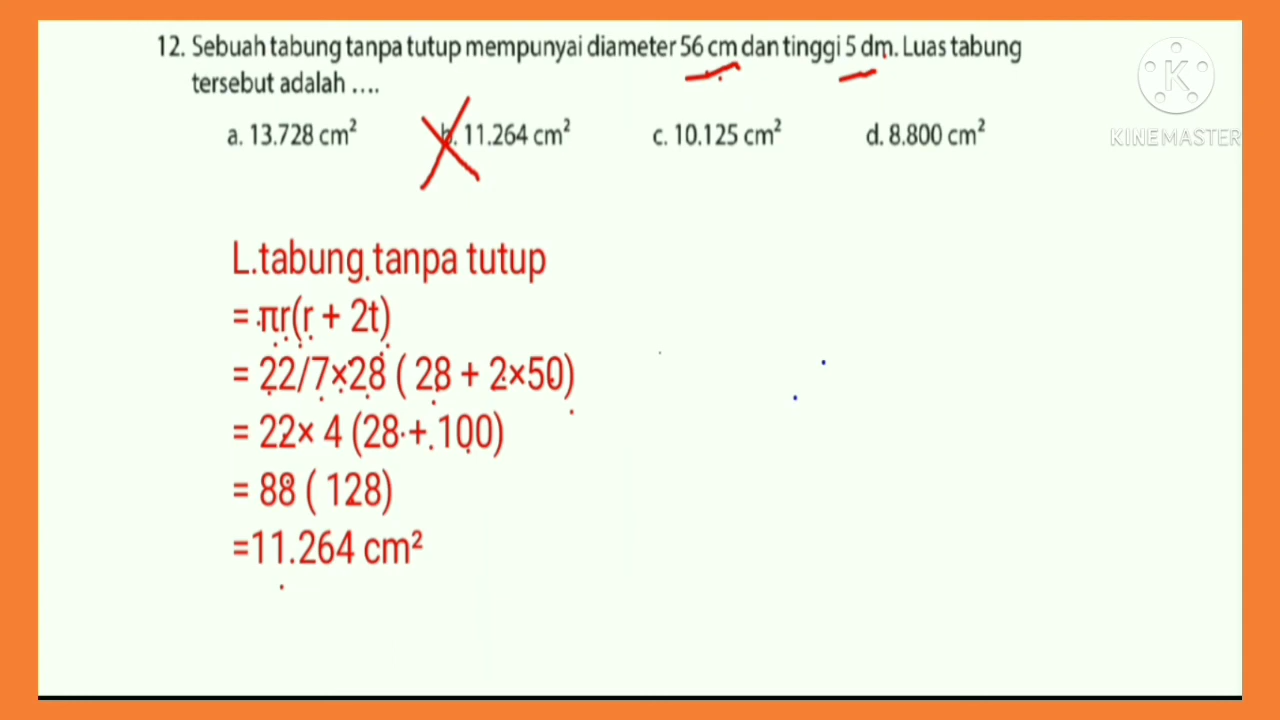 12. Sebuah tabung tanpa tutup mempunyai diameter 56 cm dan tinggi 5 dm. Luas tabung
tersebut adalah ....
a. 13.728 cm² b. 11.264 cm² c. 10.125 cm² d. 8.800 cm²
K
KINEMASTER
L.tabung tanpa tutup
= πr(r + 2t)
= 22/7×28 ( 28 + 2×50)
= 22× 4 (28 + 100)
= 88 ( 128)
=11.264 cm²